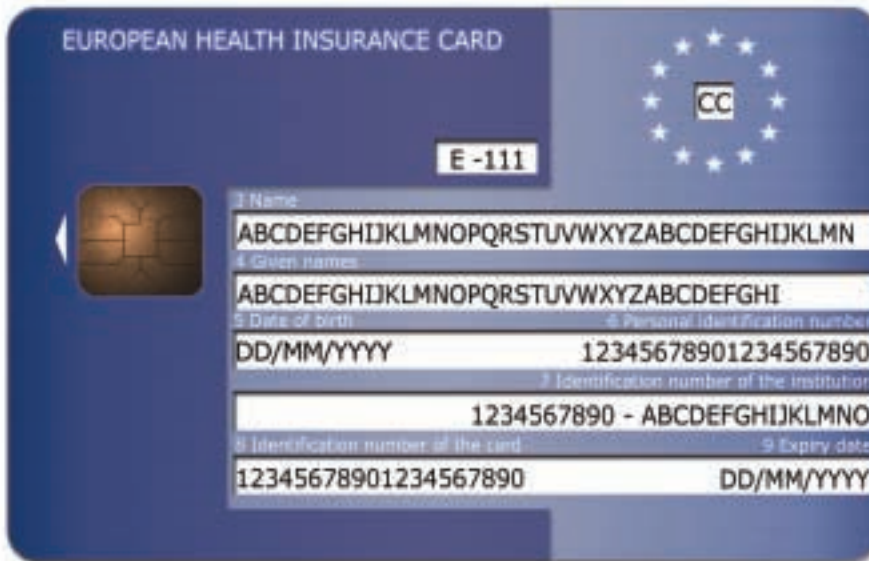 EUROPEAN HEALTH INSURANCE CARD
CC
E -111
3 Name
ABCDEFGHIJKLMNOPQRSTUVWXYZABCDEFGHIJKLMN
4 Given names
ABCDEFGHIJKLMNOPQRSTUVWXYZABCDEFGHI
5 Date of birth 6 Personal identification number
DD/MM/YYYY 12345678901234567890
7 Identification number of the institution
1234567890 - ABCDEFGHIJKLMNO
8 Identification number of the card 9 Expiry date
12345678901234567890 DD/MM/YYYY